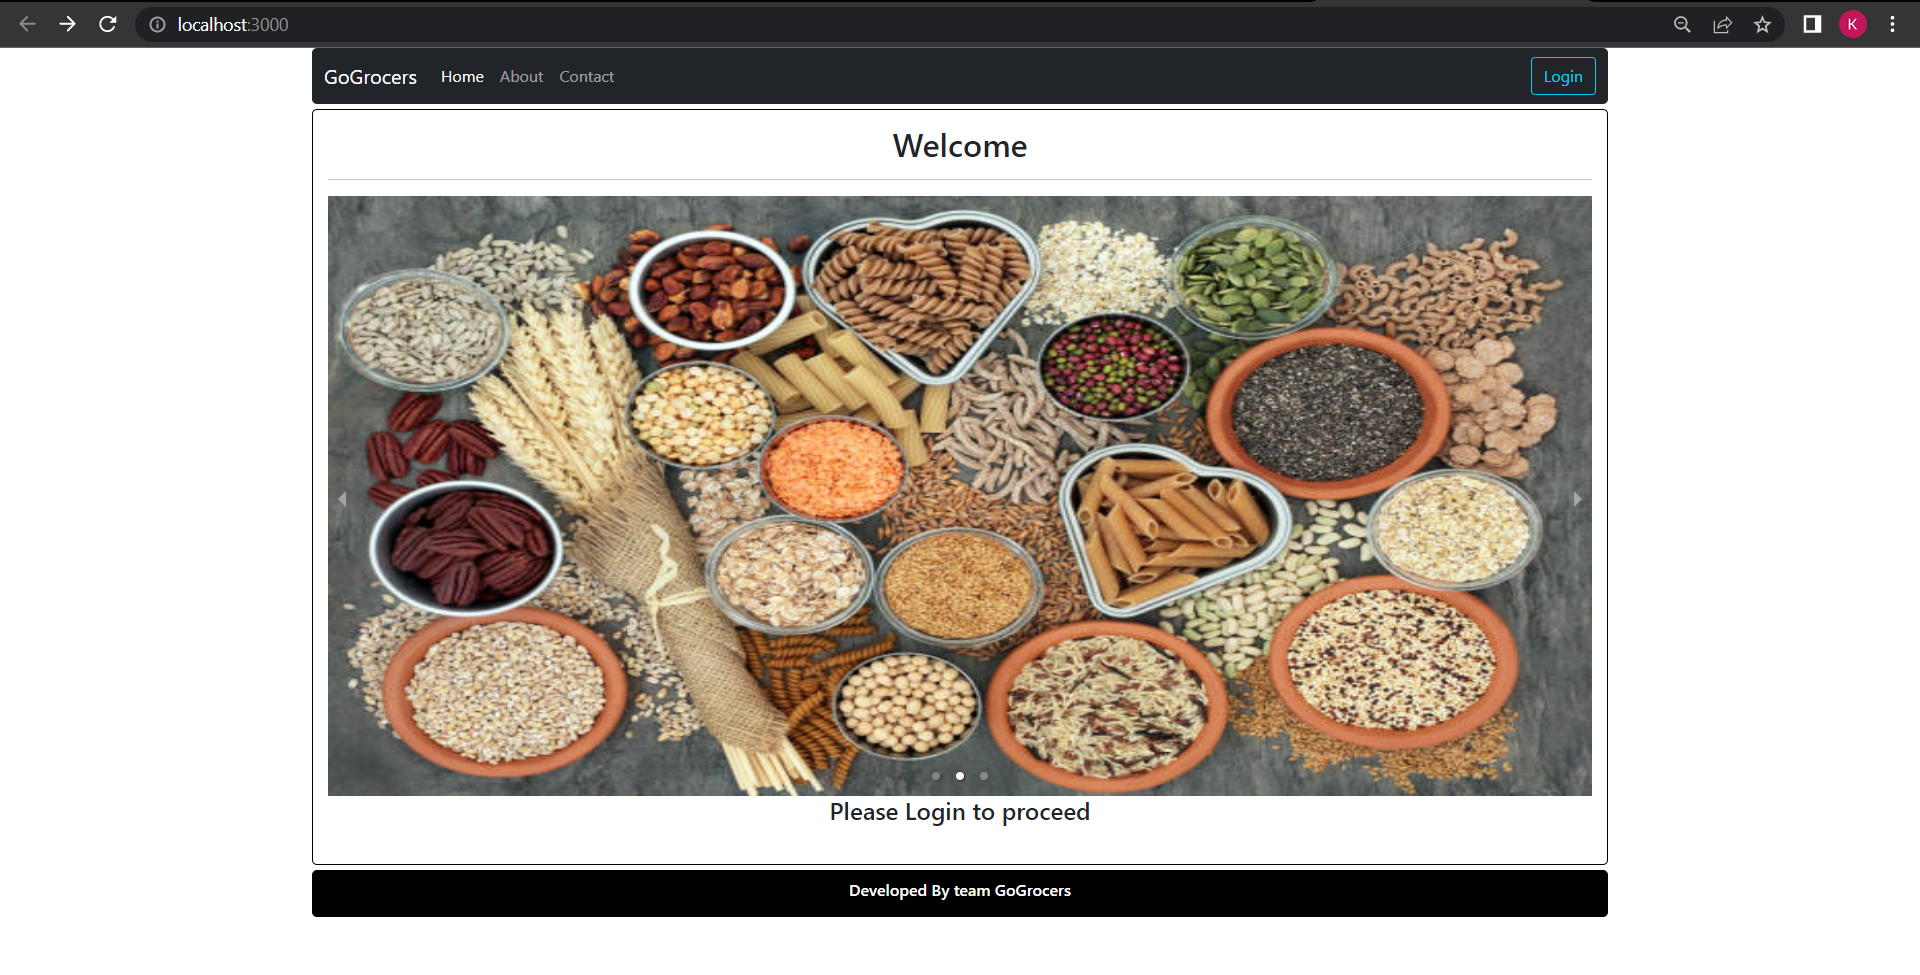 localhost:3000
K
GoGrocers Home About Contact Login
Welcome
Please Login to proceed
Developed By team GoGrocers